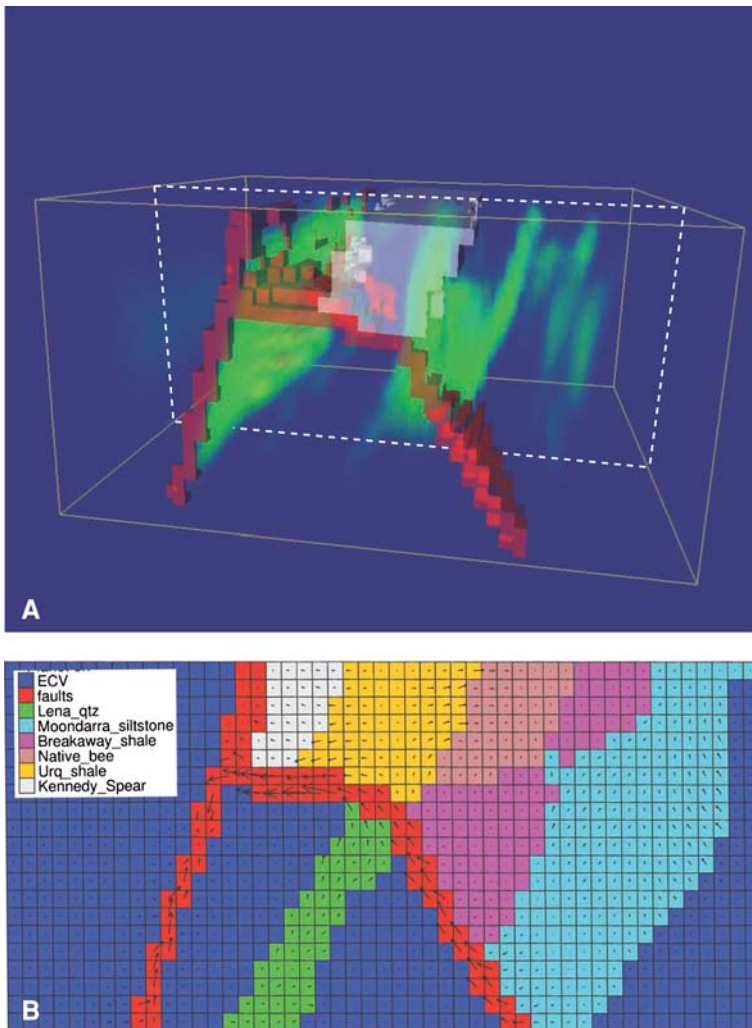 A
ECV
faults
Lena_qtz
Moondarra_siltstone
Breakaway_shale
Native_bee
Urq_shale
Kennedy_Spear
B